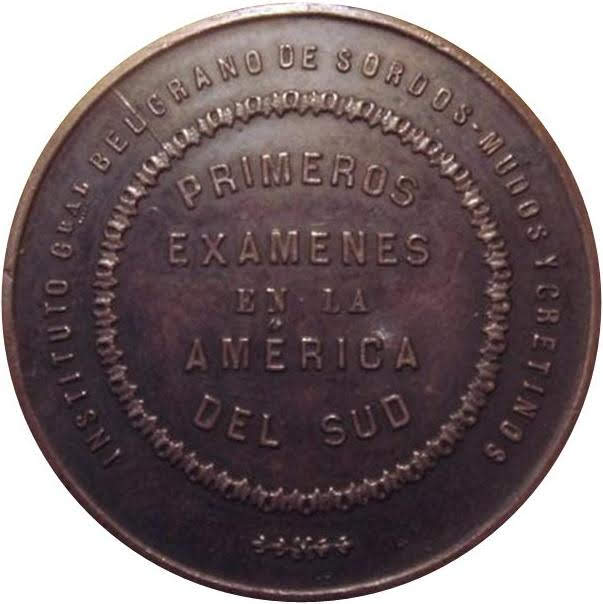 INSTITUTO GRAL BELGRANO DE SORDOS-MUDOS Y CRETINOS
PRIMEROS
EXAMENES
EN LA
AMÉRICA
DEL SUD